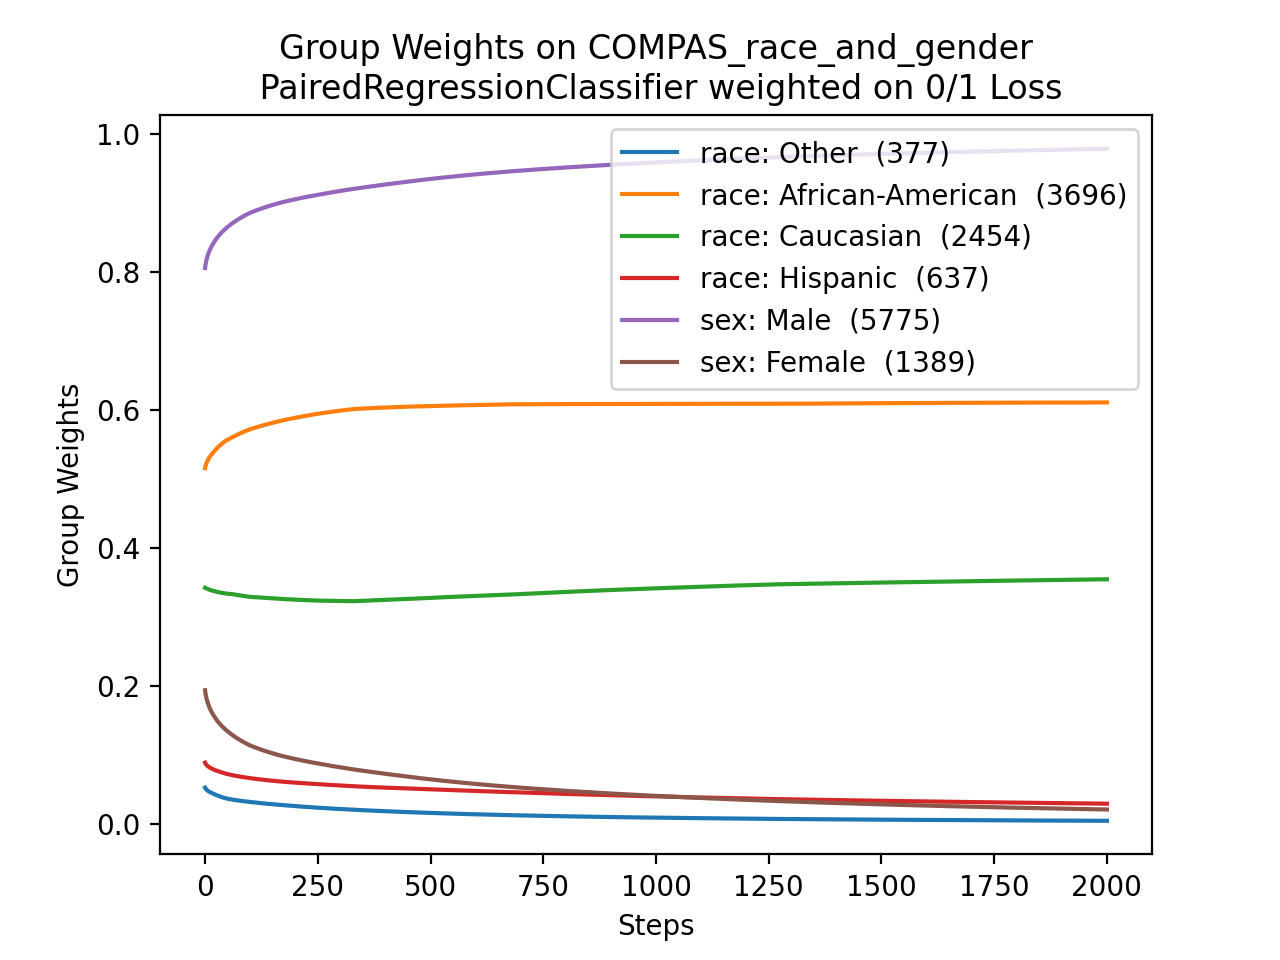 Group Weights on COMPAS_race_and_gender
PairedRegressionClassifier weighted on 0/1 Loss
1.0
0.8
0.6
0.4
0.2
0.0
Group Weights
race: Other (377)
race: African-American (3696)
race: Caucasian (2454)
race: Hispanic (637)
sex: Male (5775)
sex: Female (1389)
0 250 500 750 1000 1250 1500 1750 2000
Steps